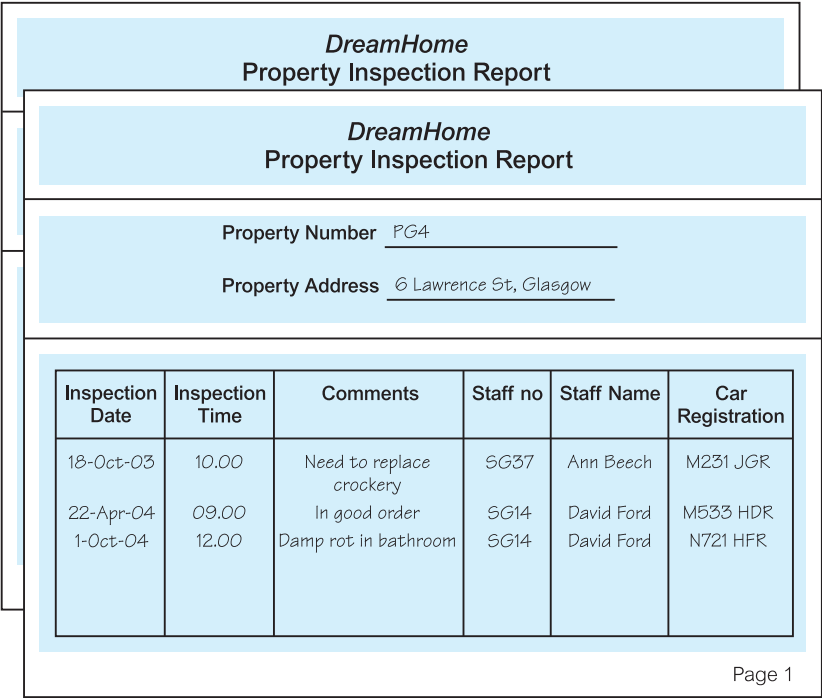 DreamHome
Property Inspection Report
DreamHome
Property Inspection Report
Property Number PG4
Property Address 6 Lawrence St, Glasgow
Inspection Date Inspection Time Comments Staff no Staff Name Car Registration
18-Oct-03 10.00 Need to replace crockery SG37 Ann Beech M231 JGR
22-Apr-04 09.00 In good order SG14 David Ford M533 HDR
1-Oct-04 12.00 Damp rot in bathroom SG14 David Ford N721 HFR
Page 1